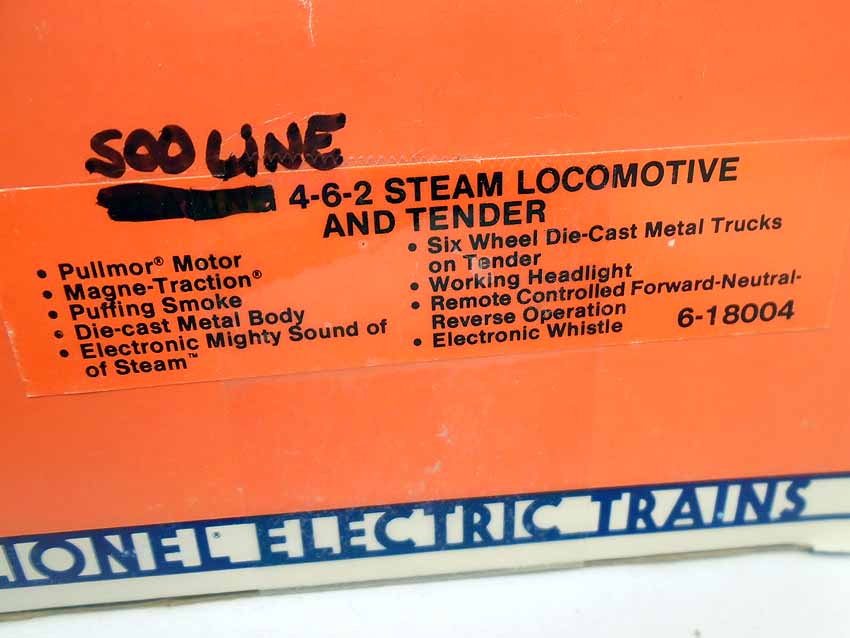 SOO LINE
4-6-2 STEAM LOCOMOTIVE
AND TENDER
• Pullmor® Motor
• Magne-Traction®
• Puffing Smoke
• Die-cast Metal Body
• Electronic Mighty Sound of
of Steam™
• Six Wheel Die-Cast Metal Trucks
on Tender
• Working Headlight
• Remote Controlled Forward-Neutral-
Reverse Operation
• Electronic Whistle
6-18004
LIONEL® ELECTRIC TRAINS